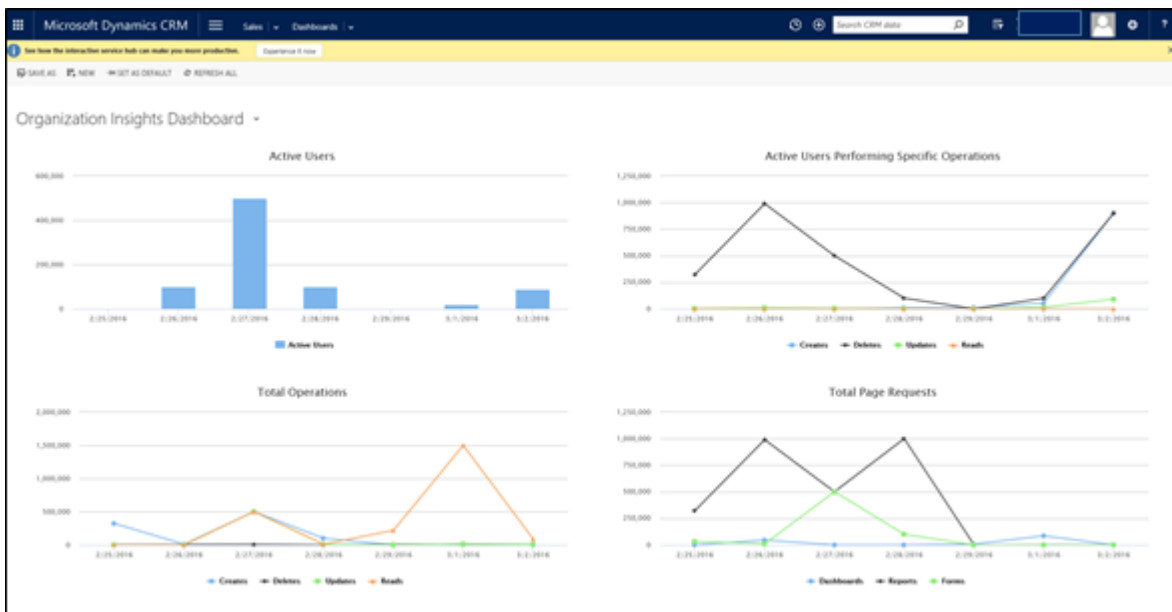 Microsoft Dynamics CRM Sales Dashboards Search CRM data ?
See how the interactive service hub can make you more productive. Experience it now
SAVE AS NEW SET AS DEFAULT REFRESH ALL
Organization Insights Dashboard
Active Users
600,000
400,000
200,000
0
2/25/2016 2/26/2016 2/27/2016 2/28/2016 2/29/2016 3/1/2016 3/2/2016
Active Users
Active Users Performing Specific Operations
1,250,000
1,000,000
750,000
500,000
250,000
0
2/25/2016 2/26/2016 2/27/2016 2/28/2016 2/29/2016 3/1/2016 3/2/2016
Creates Deletes Updates Reads
Total Operations
2,000,000
1,500,000
1,000,000
500,000
0
2/25/2016 2/26/2016 2/27/2016 2/28/2016 2/29/2016 3/1/2016 3/2/2016
Creates Deletes Updates Reads
Total Page Requests
1,250,000
1,000,000
750,000
500,000
250,000
0
2/25/2016 2/26/2016 2/27/2016 2/28/2016 2/29/2016 3/1/2016 3/2/2016
Dashboards Reports Forms